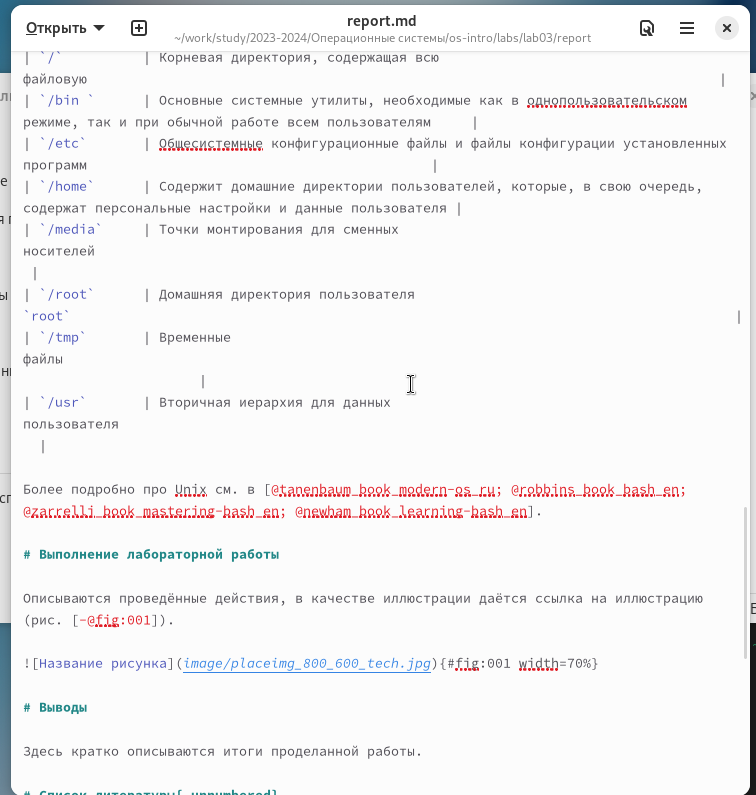 Открыть
report.md
~/work/study/2023-2024/Операционные системы/os-intro/labs/lab03/report
| `/` | Корневая директория, содержащая всю
файловую |
| `/bin ` | Основные системные утилиты, необходимые как в однопользовательском
режиме, так и при обычной работе всем пользователям |
| `/etc` | Общесистемные конфигурационные файлы и файлы конфигурации установленных
программ |
| `/home` | Содержит домашние директории пользователей, которые, в свою очередь,
содержат персональные настройки и данные пользователя |
| `/media` | Точки монтирования для сменных
носителей
|
| `/root` | Домашняя директория пользователя
`root` |
| `/tmp` | Временные
файлы
|
| `/usr` | Вторичная иерархия для данных
пользователя
|
Более подробно про Unix см. в [@tanenbaum_book_modern-os_ru; @robbins_book_bash_en;
@zarrelli_book_mastering-bash_en; @newham_book_learning-bash_en].
# Выполнение лабораторной работы
Описываются проведённые действия, в качестве иллюстрации даётся ссылка на иллюстрацию
(рис. [-@fig:001]).
![Название рисунка](image/placeimg_800_600_tech.jpg){#fig:001 width=70%}
# Выводы
Здесь кратко описываются итоги проделанной работы.
# Список литературы{.unnumbered}